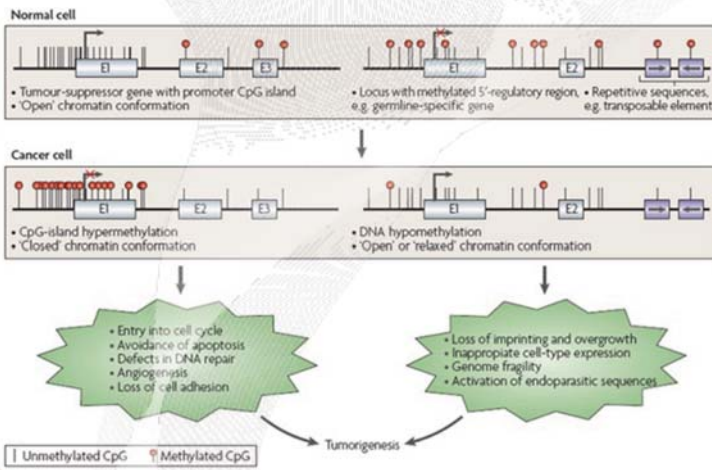 Normal cell
E1 E2 E3 E1 E2
• Tumour-suppressor gene with promoter CpG island
• 'Open' chromatin conformation
• Locus with methylated 5'-regulatory region,
e.g. germline-specific gene
• Repetitive sequences,
e.g. transposable element
Cancer cell
E1 E2 E3 E1 E2
• CpG-island hypermethylation
• 'Closed' chromatin conformation
• DNA hypomethylation
• 'Open' or 'relaxed' chromatin conformation
• Entry into cell cycle
• Avoidance of apoptosis
• Defects in DNA repair
• Angiogenesis
• Loss of cell adhesion
• Loss of imprinting and overgrowth
• Inappropiate cell-type expression
• Genome fragility
• Activation of endoparasitic sequences
Tumorigenesis
Unmethylated CpG Methylated CpG